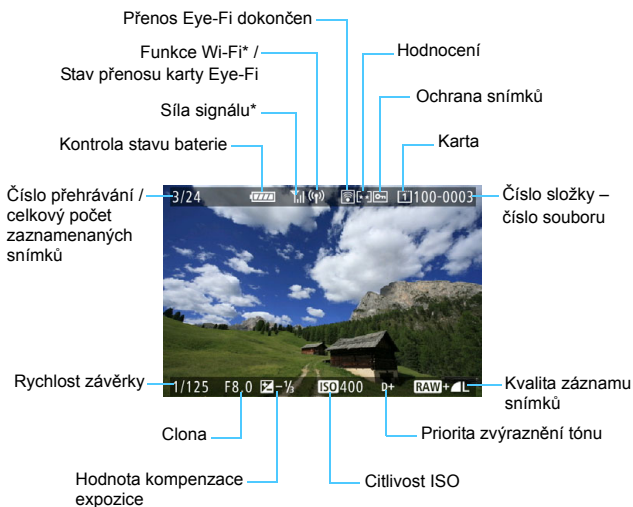 Přenos Eye-Fi dokončen
Funkce Wi-Fi* /
Stav přenosu karty Eye-Fi
Hodnocení
Síla signálu*
Ochrana snímků
Kontrola stavu baterie
Karta
Číslo přehrávání /
celkový počet
zaznamenaných
snímků
3/24
1 100-0003
Číslo složky –
číslo souboru
Rychlost závěrky
1/125 F8.0 -⅓ ISO 400 D+ RAW+L
Kvalita záznamu
snímků
Clona
Priorita zvýraznění tónu
Hodnota kompenzace
expozice
Citlivost ISO